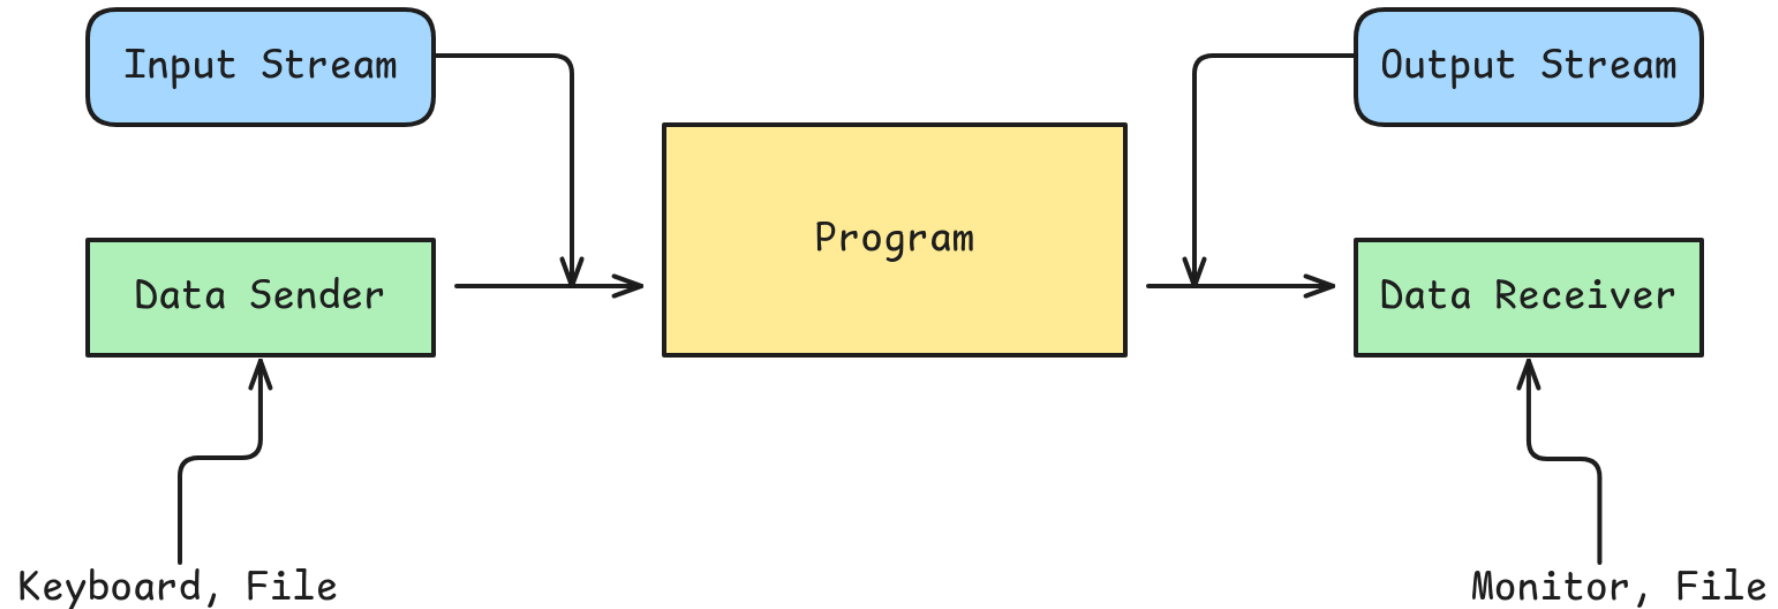 Input Stream
Output Stream
Program
Data Sender
Data Receiver
Keyboard, File
Monitor, File